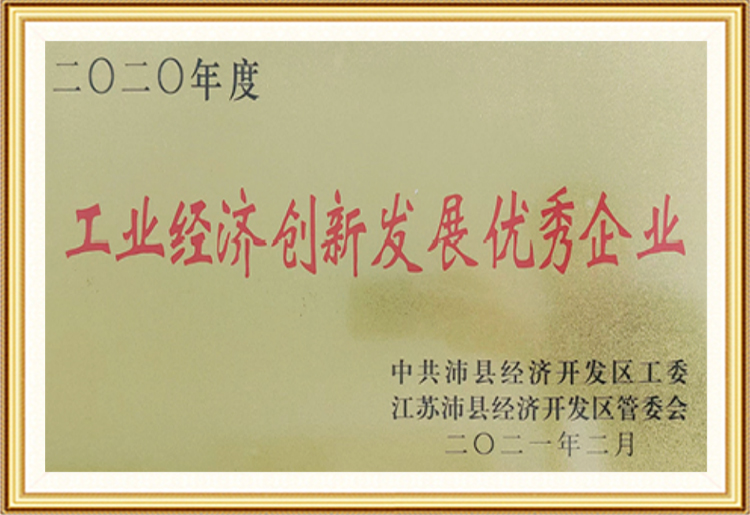 二〇二〇年度
工业经济创新发展优秀企业
中共沛县经济开发区工委
江苏沛县经济开发区管委会
二〇二一年二月